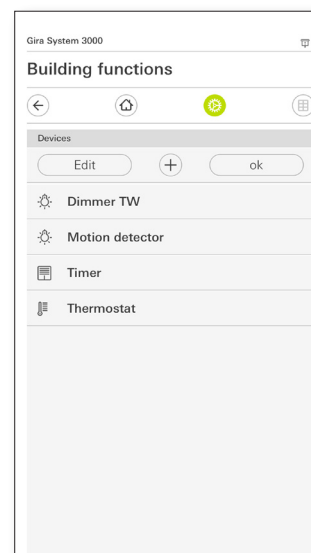 Gira System 3000
Building functions
Devices
Edit + ok
Dimmer TW
Motion detector
Timer
Thermostat